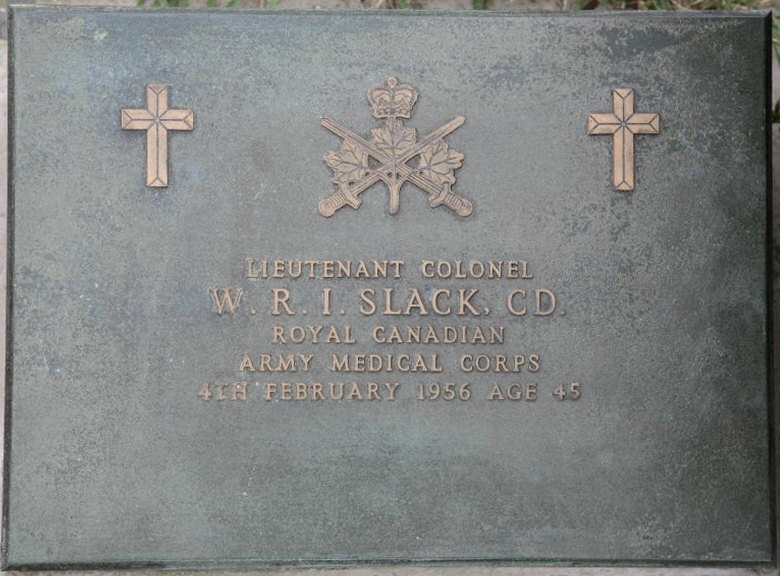 LIEUTENANT COLONEL
W. R. I. SLACK, CD.
ROYAL CANADIAN
ARMY MEDICAL CORPS
4TH FEBRUARY 1956 AGE 45